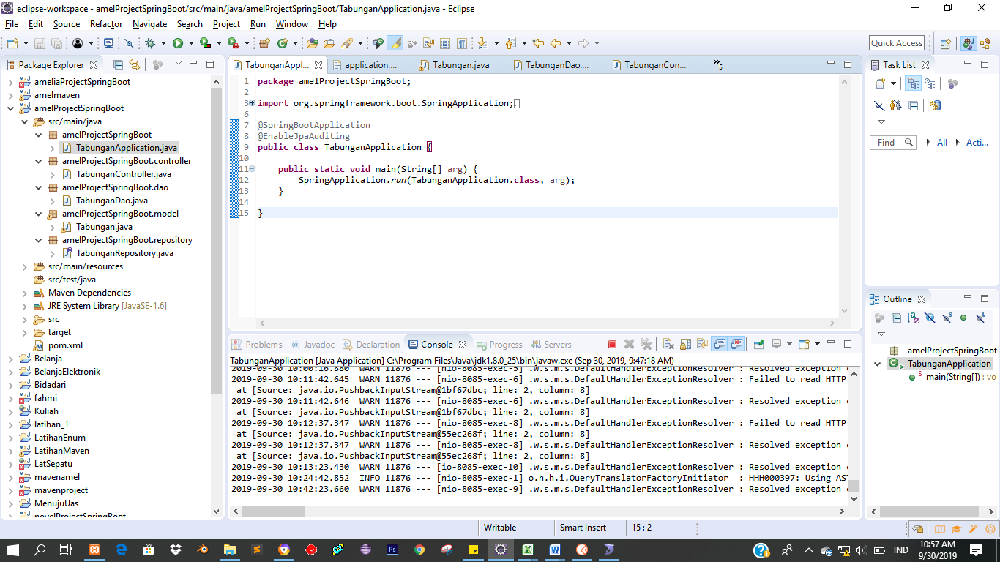 eclipse-workspace - amelProjectSpringBoot/src/main/java/amelProjectSpringBoot/TabunganApplication.java - Eclipse
File Edit Source Refactor Navigate Search Project Run Window Help
Quick Access
Package Explorer
ameliaProjectSpringBoot
amelmaven
amelProjectSpringBoot
src/main/java
amelProjectSpringBoot
TabunganApplication.java
amelProjectSpringBoot.controller
TabunganController.java
amelProjectSpringBoot.dao
TabunganDao.java
amelProjectSpringBoot.model
Tabungan.java
amelProjectSpringBoot.repository
TabunganRepository.java
src/main/resources
src/test/java
Maven Dependencies
JRE System Library [JavaSE-1.6]
src
target
pom.xml
Belanja
BelanjaElektronik
Bidadari
fahmi
Kuliah
latihan_1
LatihanEnum
LatihanMaven
LatSepatu
mavenamel
mavenproject
MenujuUas
novelProjectSpringBoot
TabunganAppl... application.... Tabungan.java TabunganDao.... TabunganCon... »5
1 package amelProjectSpringBoot;
2
3 import org.springframework.boot.SpringApplication;
6
7 @SpringBootApplication
8 @EnableJpaAuditing
9 public class TabunganApplication {
10
11 public static void main(String[] arg) {
12 SpringApplication.run(TabunganApplication.class, arg);
13 }
14
15 }
Problems @ Javadoc Declaration Console Progress Servers
TabunganApplication [Java Application] C:\Program Files\Java\jdk1.8.0_25\bin\javaw.exe (Sep 30, 2019, 9:47:18 AM)
2019-09-30 10:00:16.880 WARN 11876 --- [nio-8085-exec-5] .w.s.m.s.DefaultHandlerExceptionResolver : Resolved exception
2019-09-30 10:11:42.645 WARN 11876 --- [nio-8085-exec-6] .w.s.m.s.DefaultHandlerExceptionResolver : Failed to read HTTP
at [Source: java.io.PushbackInputStream@1bf67dbc; line: 2, column: 8]
2019-09-30 10:11:42.646 WARN 11876 --- [nio-8085-exec-6] .w.s.m.s.DefaultHandlerExceptionResolver : Resolved exception
at [Source: java.io.PushbackInputStream@1bf67dbc; line: 2, column: 8]
2019-09-30 10:12:37.347 WARN 11876 --- [nio-8085-exec-8] .w.s.m.s.DefaultHandlerExceptionResolver : Failed to read HTTP
at [Source: java.io.PushbackInputStream@55ec268f; line: 2, column: 8]
2019-09-30 10:12:37.347 WARN 11876 --- [nio-8085-exec-8] .w.s.m.s.DefaultHandlerExceptionResolver : Resolved exception
at [Source: java.io.PushbackInputStream@55ec268f; line: 2, column: 8]
2019-09-30 10:13:23.430 WARN 11876 --- [io-8085-exec-10] .w.s.m.s.DefaultHandlerExceptionResolver : Resolved exception
2019-09-30 10:24:42.852 INFO 11876 --- [nio-8085-exec-1] o.h.h.i.QueryTranslatorFactoryInitiator : HHH000397: Using AST
2019-09-30 10:42:23.660 WARN 11876 --- [nio-8085-exec-9] .w.s.m.s.DefaultHandlerExceptionResolver : Resolved exception
Task List
Find All Acti...
Outline
amelProjectSpringBoot
TabunganApplication
main(String[]) : vo
Writable Smart Insert 15 : 2
IND
10:57 AM
9/30/2019